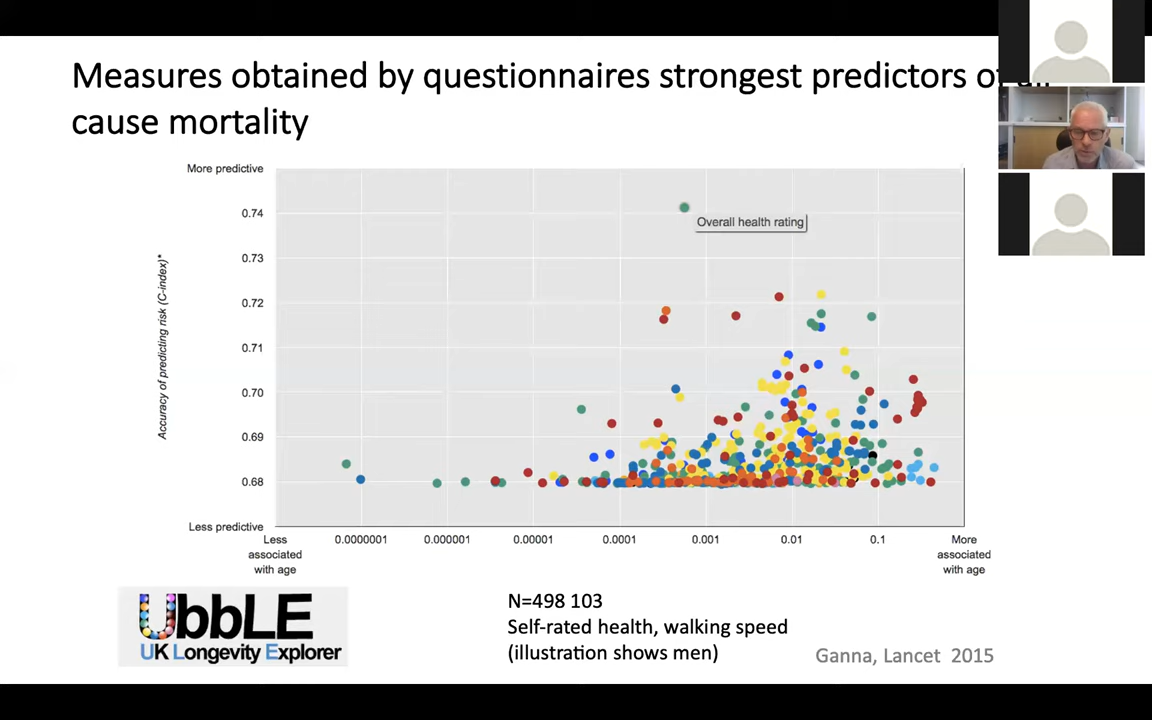 Measures obtained by questionnaires strongest predictors of all
cause mortality
More predictive
0.74
0.73
0.72
0.71
0.70
0.69
0.68
Less predictive
Accuracy of predicting risk (C-index)*
Overall health rating
Less
associated
with age
0.0000001
0.000001
0.00001
0.0001
0.001
0.01
0.1
More
associated
with age
UbbLE
UK Longevity Explorer
N=498 103
Self-rated health, walking speed
(illustration shows men)
Ganna, Lancet 2015